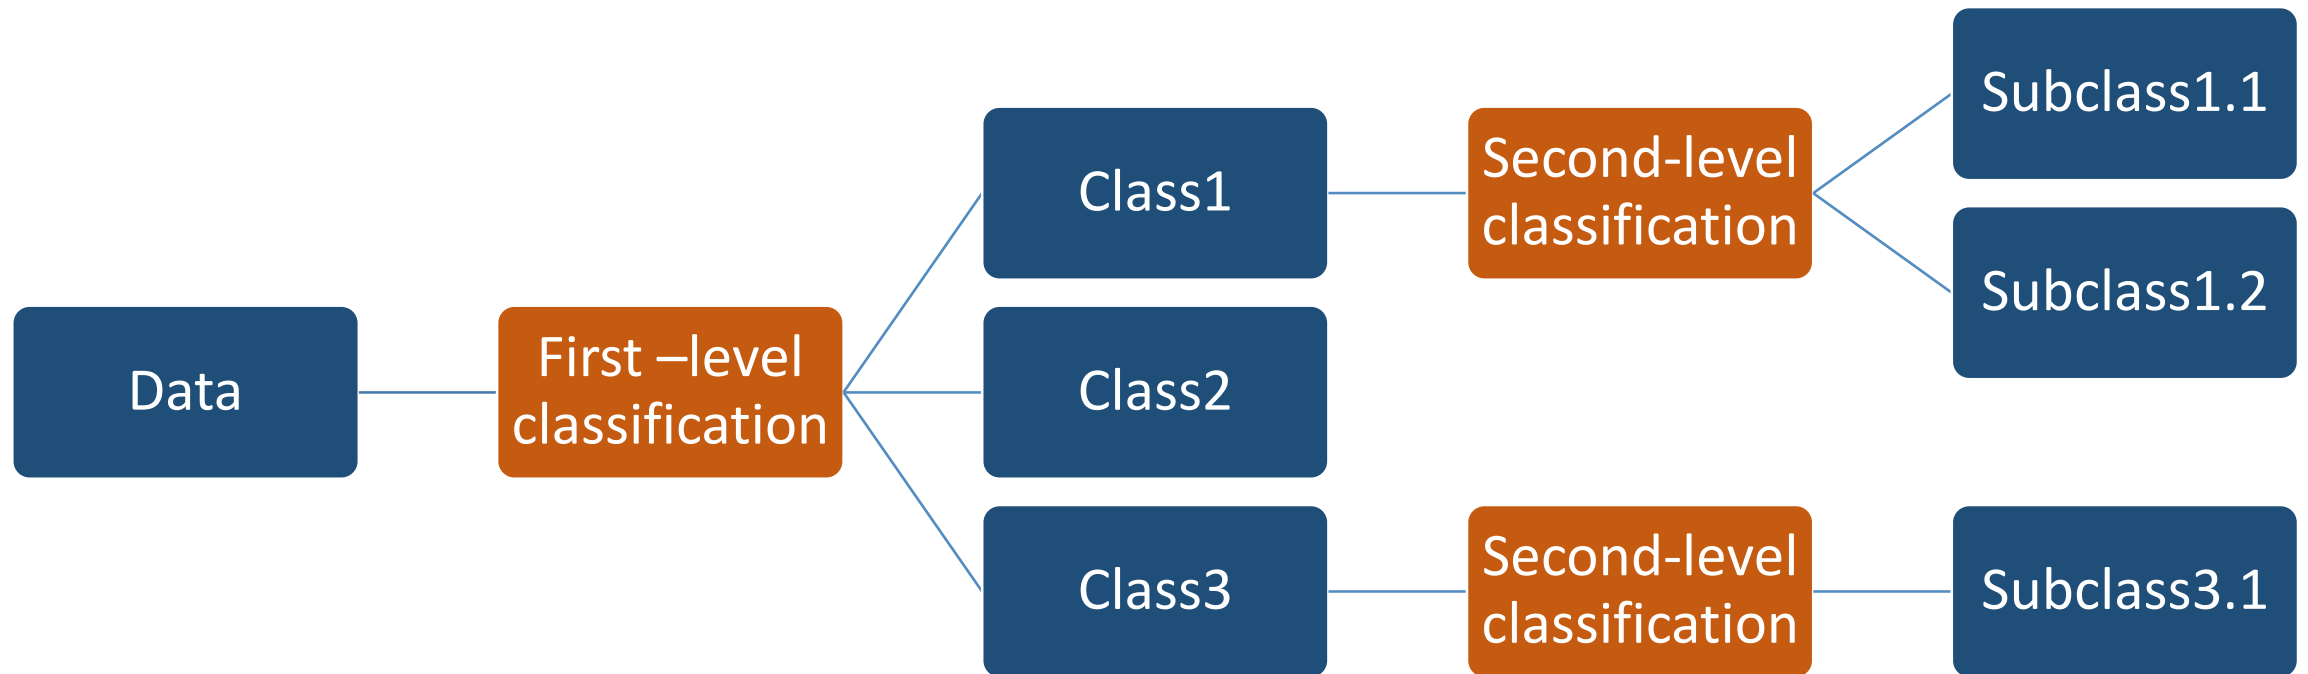 Data
First –level
classification
Class1
Second-level
classification
Subclass1.1
Subclass1.2
Class2
Class3
Second-level
classification
Subclass3.1